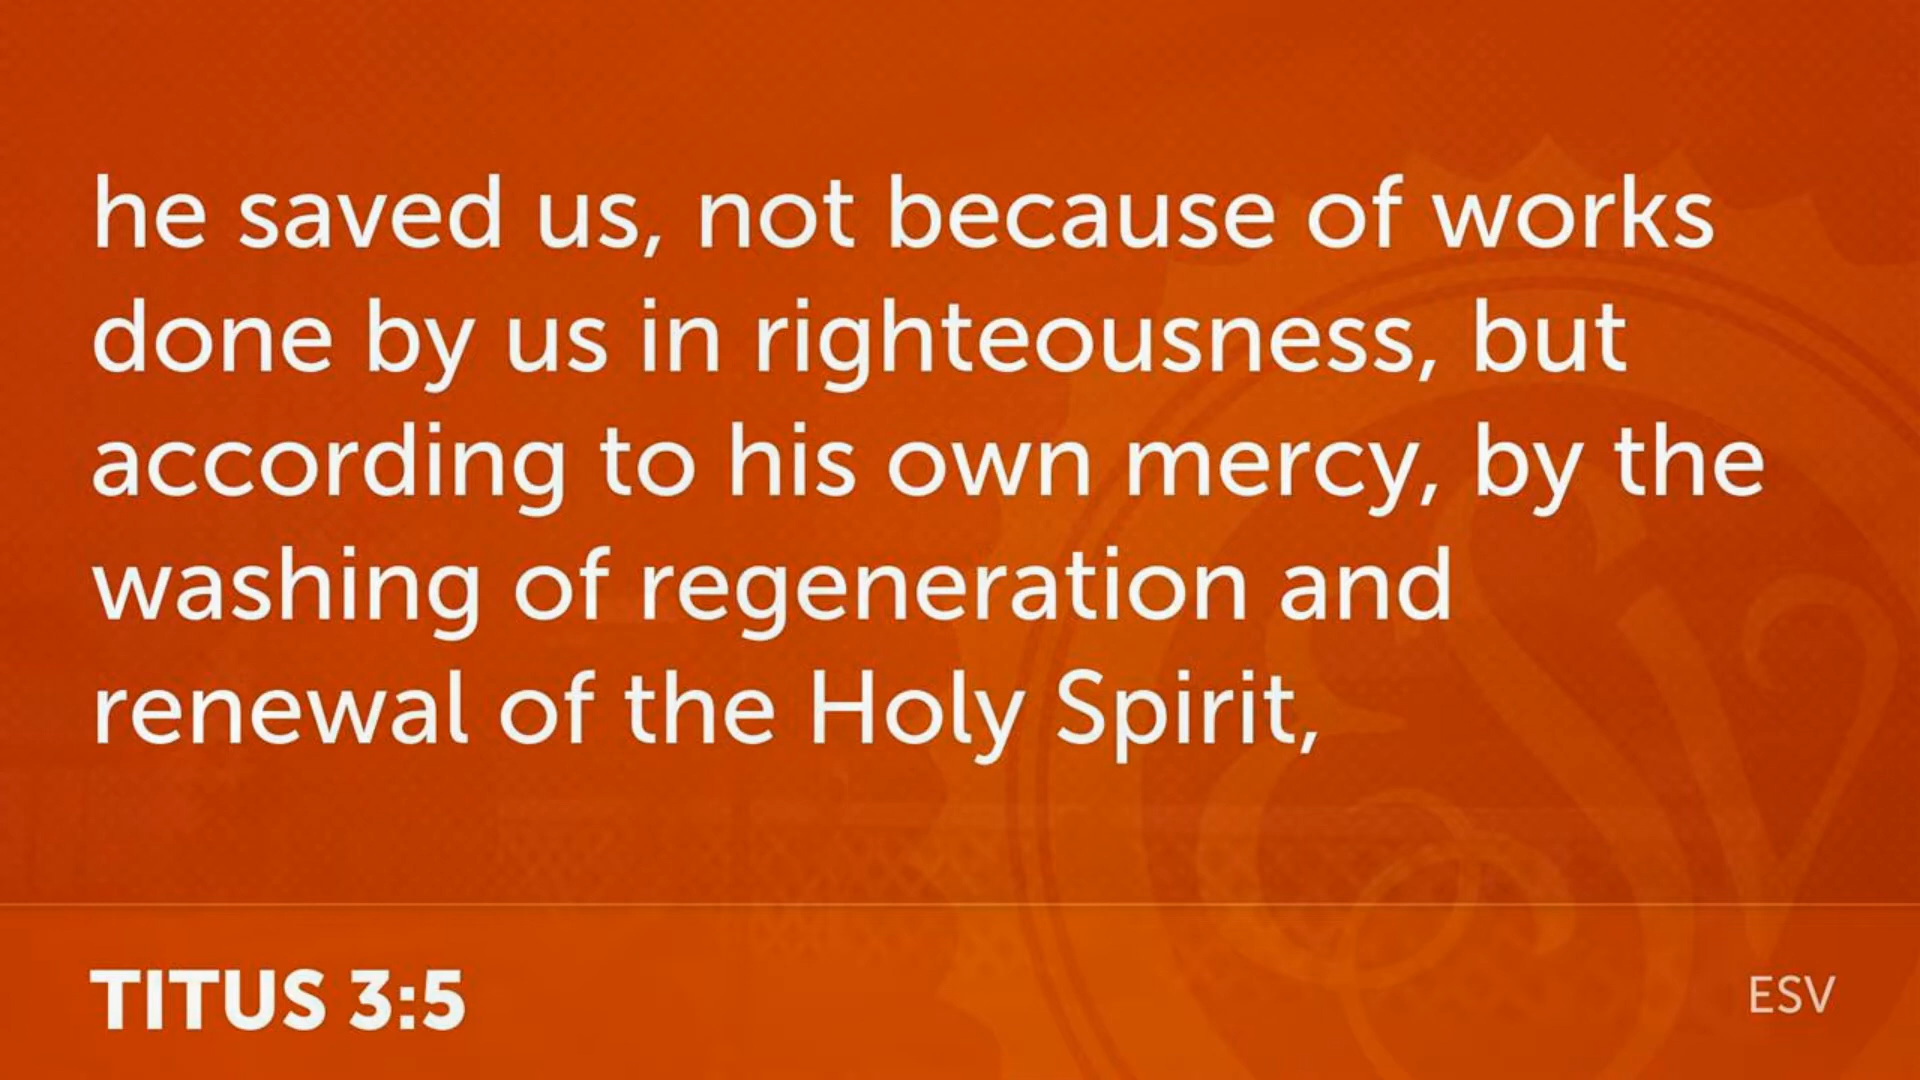 he saved us, not because of works
done by us in righteousness, but
according to his own mercy, by the
washing of regeneration and
renewal of the Holy Spirit,
TITUS 3:5
ESV